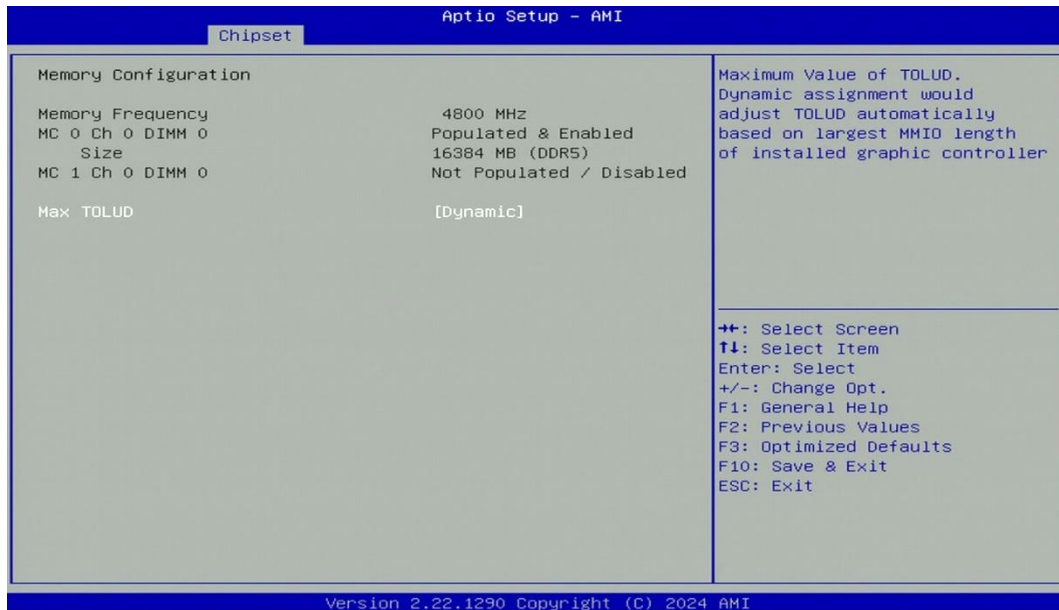 Aptio Setup – AMI
Chipset
Memory Configuration
Memory Frequency 4800 MHz
MC 0 Ch 0 DIMM 0 Populated & Enabled
Size 16384 MB (DDR5)
MC 1 Ch 0 DIMM 0 Not Populated / Disabled
Max TOLUD [Dynamic]
Maximum Value of TOLUD.
Dynamic assignment would
adjust TOLUD automatically
based on largest MMIO length
of installed graphic controller
→←: Select Screen
↑↓: Select Item
Enter: Select
+/-: Change Opt.
F1: General Help
F2: Previous Values
F3: Optimized Defaults
F10: Save & Exit
ESC: Exit
Version 2.22.1290 Copyright (C) 2024 AMI